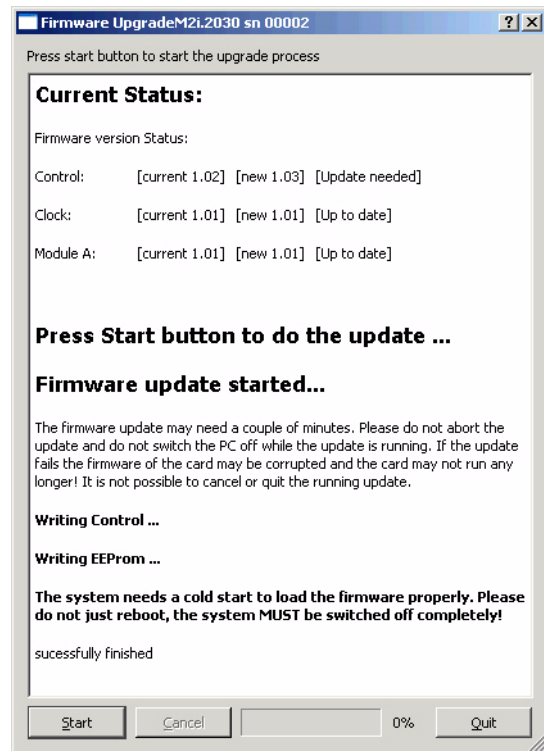 Firmware UpgradeM2i.2030 sn 00002
Press start button to start the upgrade process
Current Status:
Firmware version Status:
Control: [current 1.02] [new 1.03] [Update needed]
Clock: [current 1.01] [new 1.01] [Up to date]
Module A: [current 1.01] [new 1.01] [Up to date]
Press Start button to do the update ...
Firmware update started...
The firmware update may need a couple of minutes. Please do not abort the
update and do not switch the PC off while the update is running. If the update
fails the firmware of the card may be corrupted and the card may not run any
longer! It is not possible to cancel or quit the running update.
Writing Control ...
Writing EEProm ...
The system needs a cold start to load the firmware properly. Please
do not just reboot, the system MUST be switched off completely!
sucessfully finished
Start Cancel 0% Quit